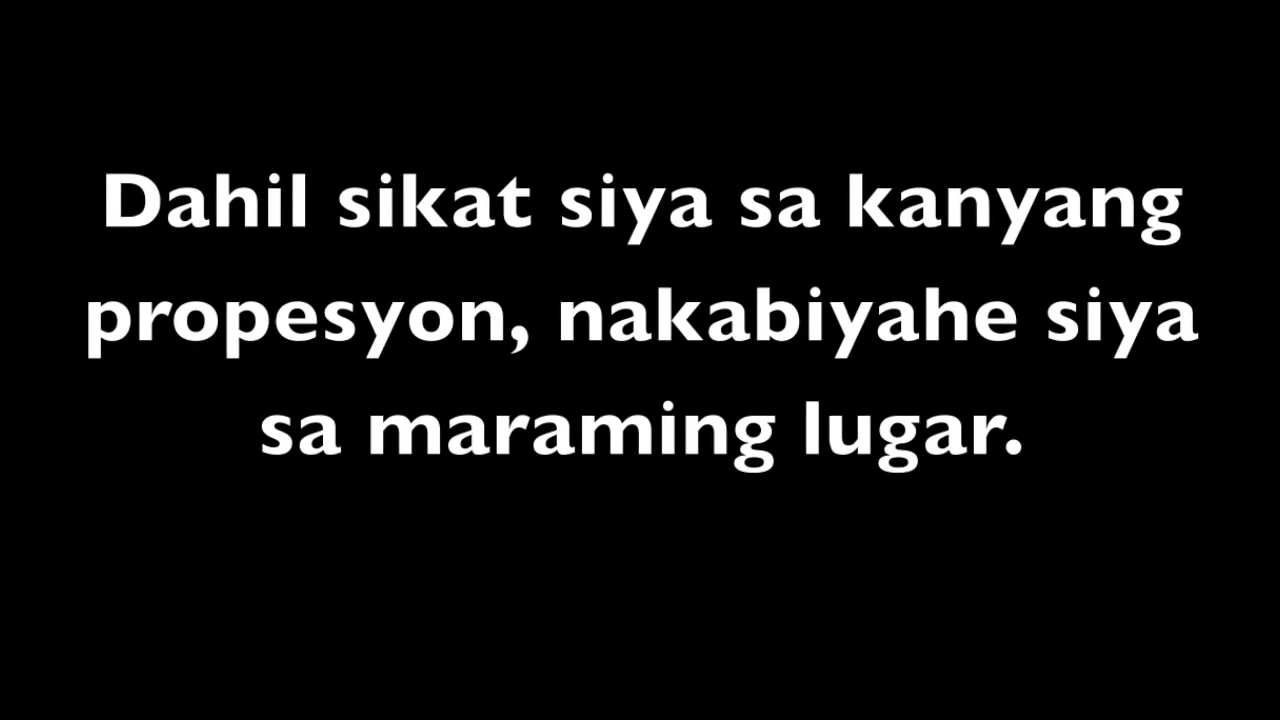 Dahil sikat siya sa kanyang
propesyon, nakabiyahe siya
sa maraming lugar.